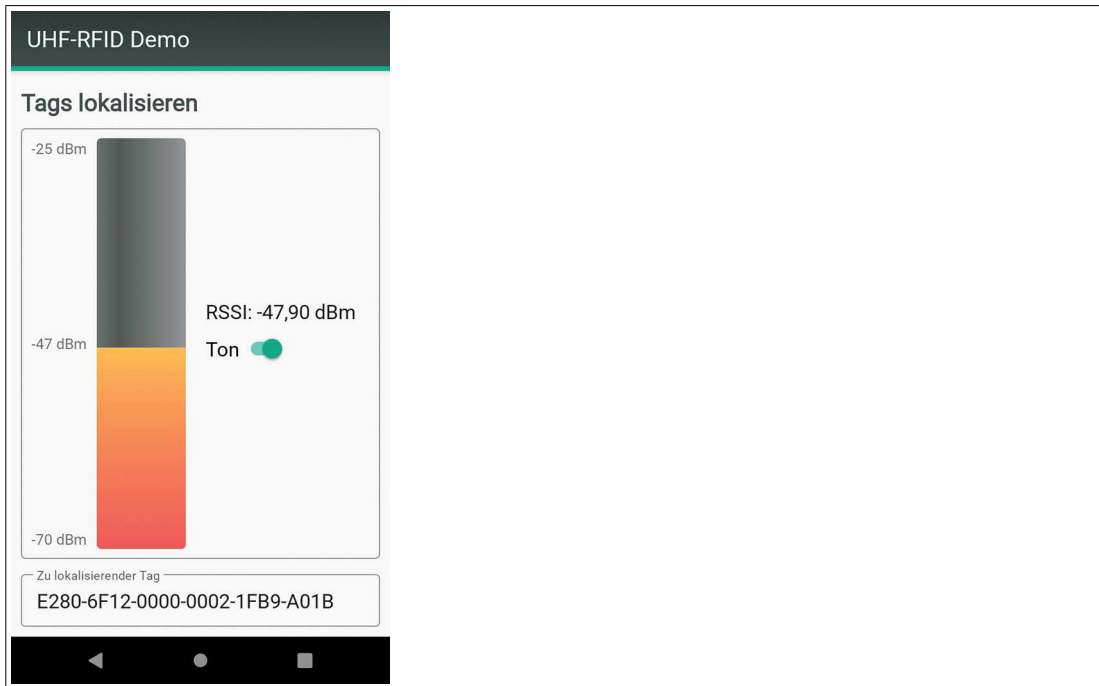 UHF-RFID Demo
Tags lokalisieren
-25 dBm
RSSI: -47,90 dBm
-47 dBm
Ton
-70 dBm
Zu lokalisierender Tag
E280-6F12-0000-0002-1FB9-A01B